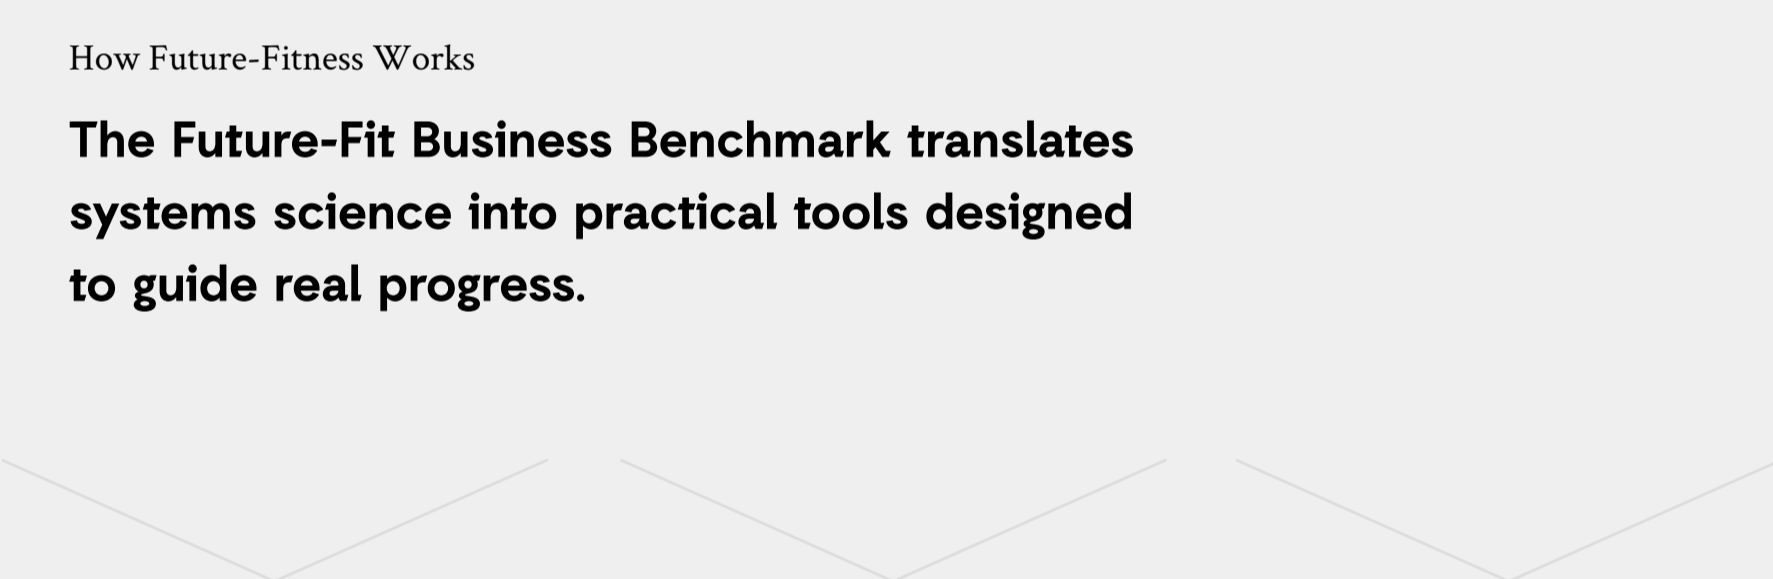 How Future-Fitness Works
The Future-Fit Business Benchmark translates
systems science into practical tools designed
to guide real progress.